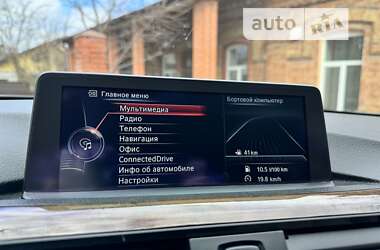 auto RIA
Главное меню
Мультимедиа
Радио
Телефон
Навигация
Офис
ConnectedDrive
Инфо об автомобиле
Настройки
Бортовой компьютер
41 km
10.5 l/100 km
19.8 km/h